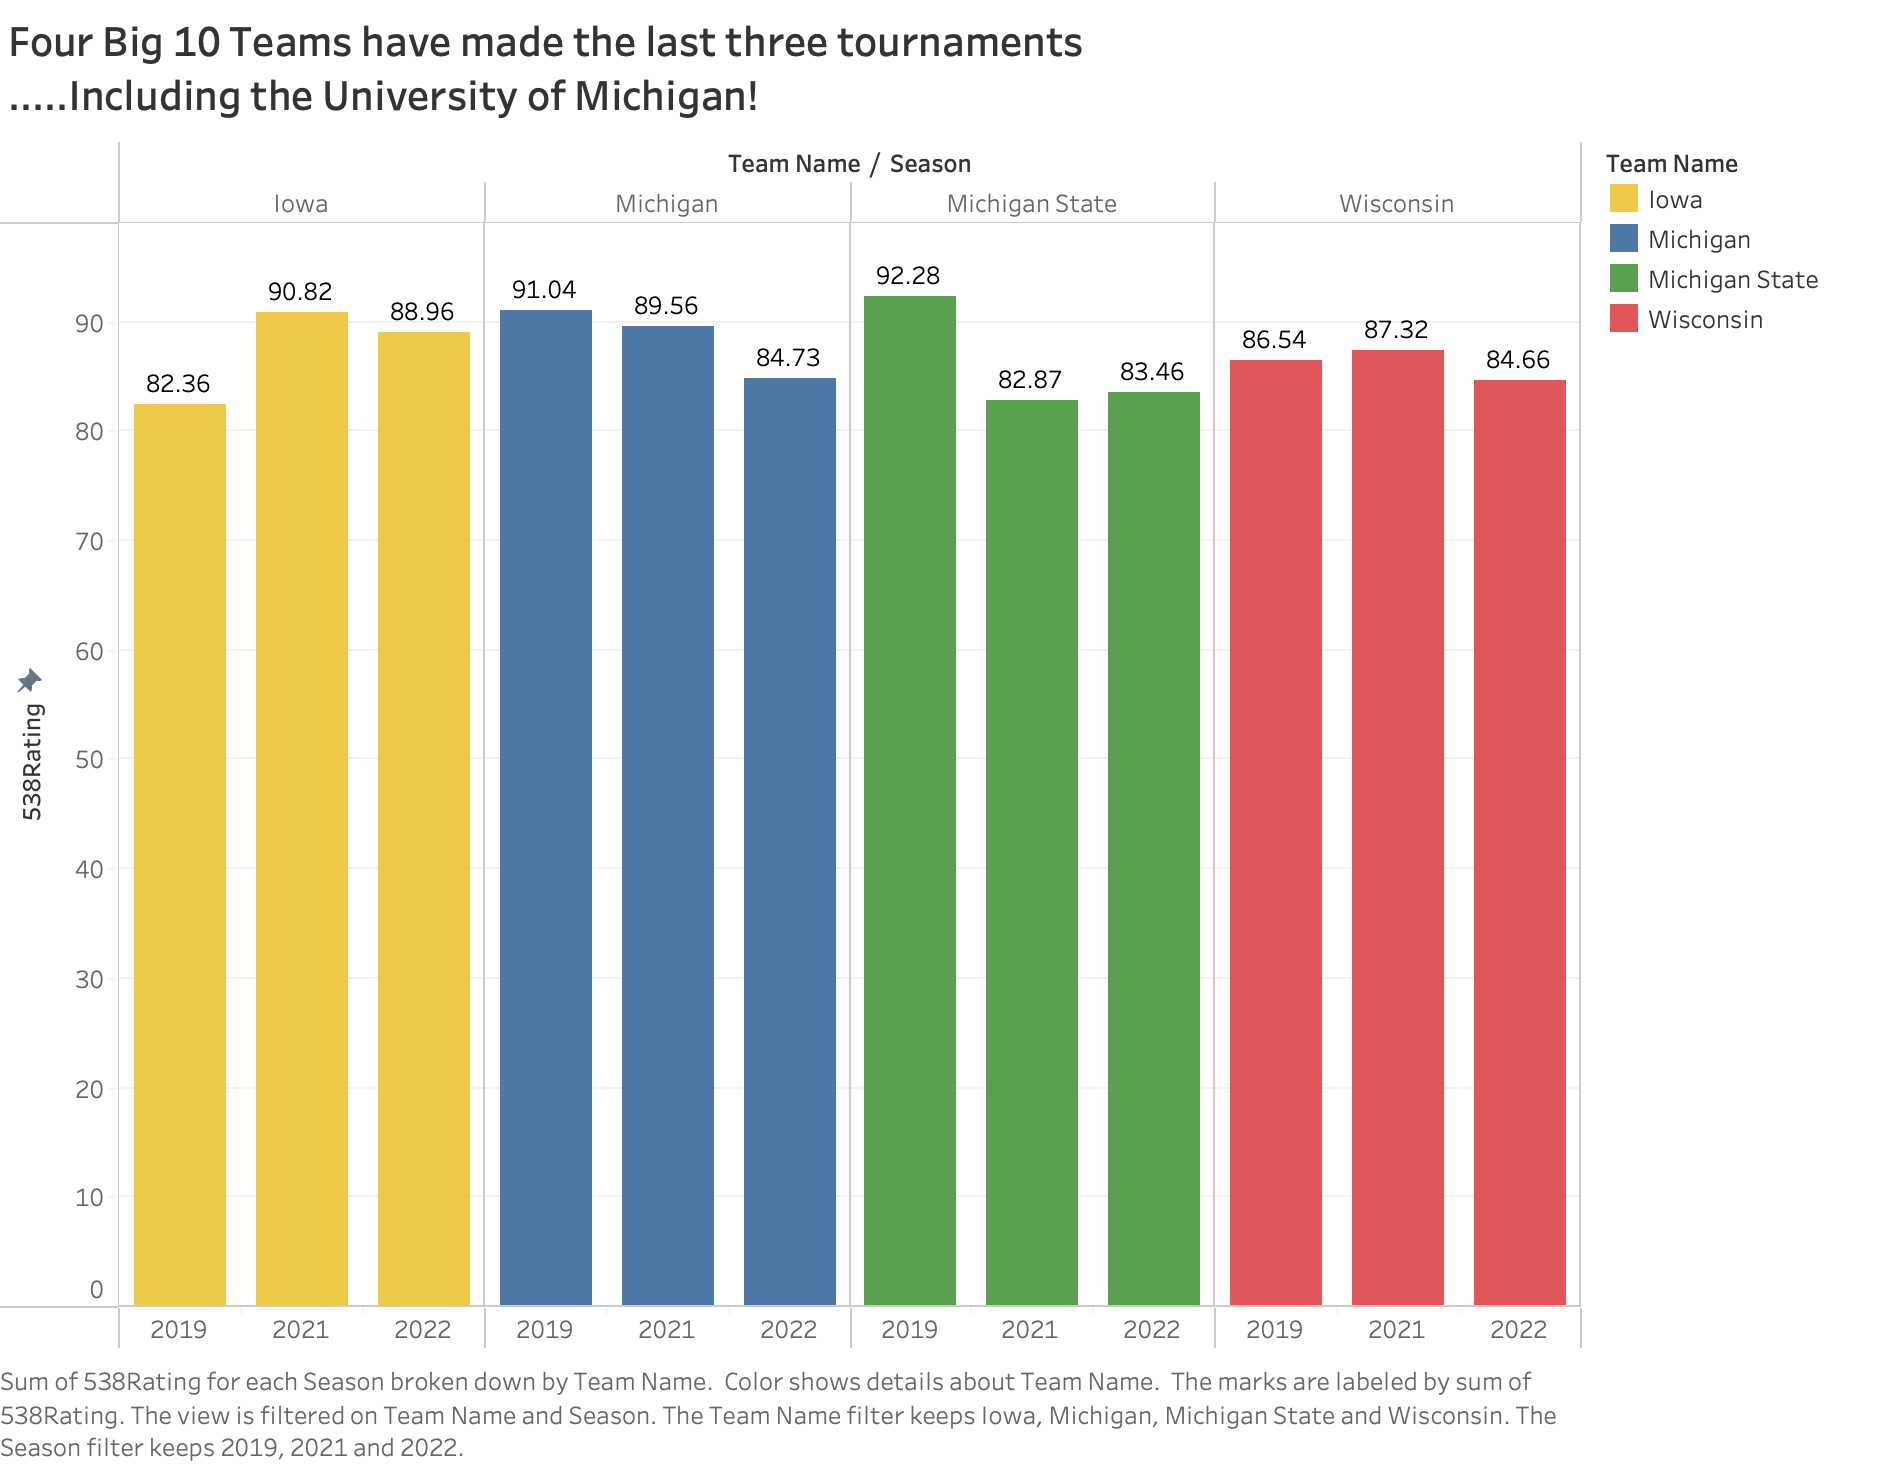 Four Big 10 Teams have made the last three tournaments
.....Including the University of Michigan!
Team Name / Season
Iowa Michigan Michigan State Wisconsin
Team Name
Iowa
Michigan
Michigan State
Wisconsin
538Rating
90
80
70
60
50
40
30
20
10
0
82.36 90.82 88.96 91.04 89.56 84.73 92.28 82.87 83.46 86.54 87.32 84.66
2019 2021 2022 2019 2021 2022 2019 2021 2022 2019 2021 2022
Sum of 538Rating for each Season broken down by Team Name.  Color shows details about Team Name.  The marks are labeled by sum of
538Rating. The view is filtered on Team Name and Season. The Team Name filter keeps Iowa, Michigan, Michigan State and Wisconsin. The
Season filter keeps 2019, 2021 and 2022.